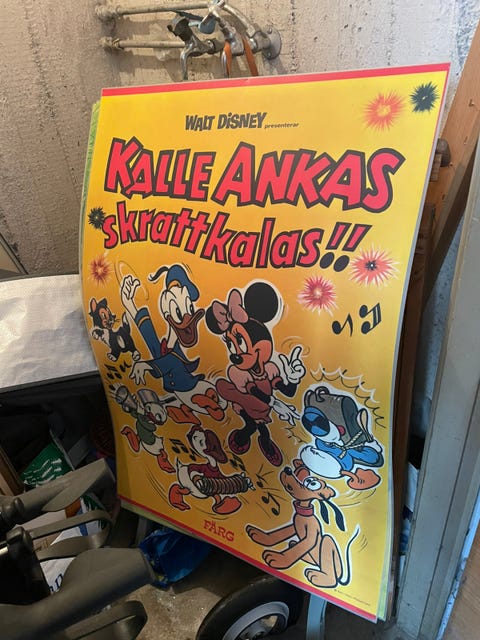 WALT DISNEY presenterar
KALLE ANKAS
skrattkalas!!
FÄRG